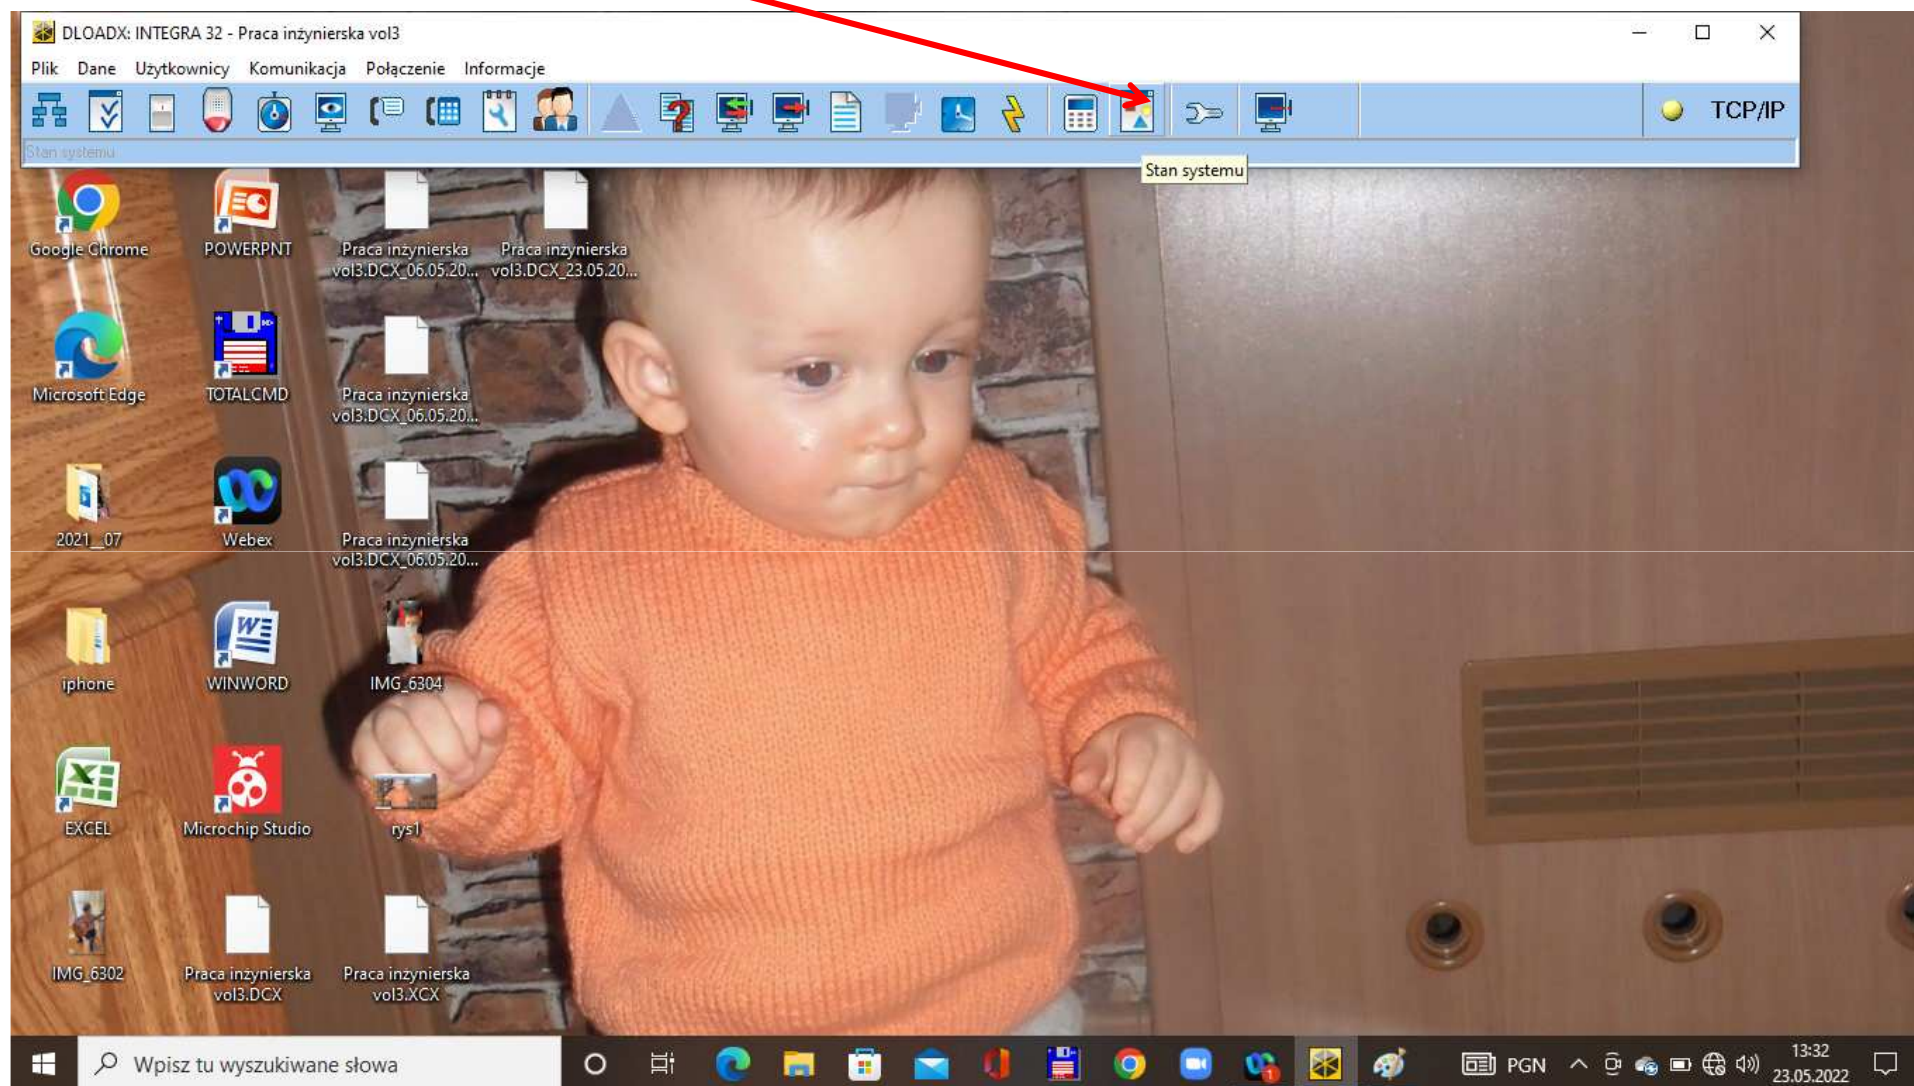 DLOADX: INTEGRA 32 - Praca inżynierska vol3
Plik Dane Użytkownicy Komunikacja Połączenie Informacje
TCP/IP
Stan systemu
Stan systemu
Google Chrome
POWERPNT
Praca inżynierska
vol3.DCX_06.05.20...
Praca inżynierska
vol3.DCX_23.05.20...
Microsoft Edge
TOTALCMD
Praca inżynierska
vol3.DCX_06.05.20...
2021__07
Webex
Praca inżynierska
vol3.DCX_06.05.20...
iphone
WINWORD
IMG_6304
EXCEL
Microchip Studio
rys1
IMG_6302
Praca inżynierska
vol3.DCX
Praca inżynierska
vol3.XCX
Wpisz tu wyszukiwane słowa
PGN
13:32
23.05.2022